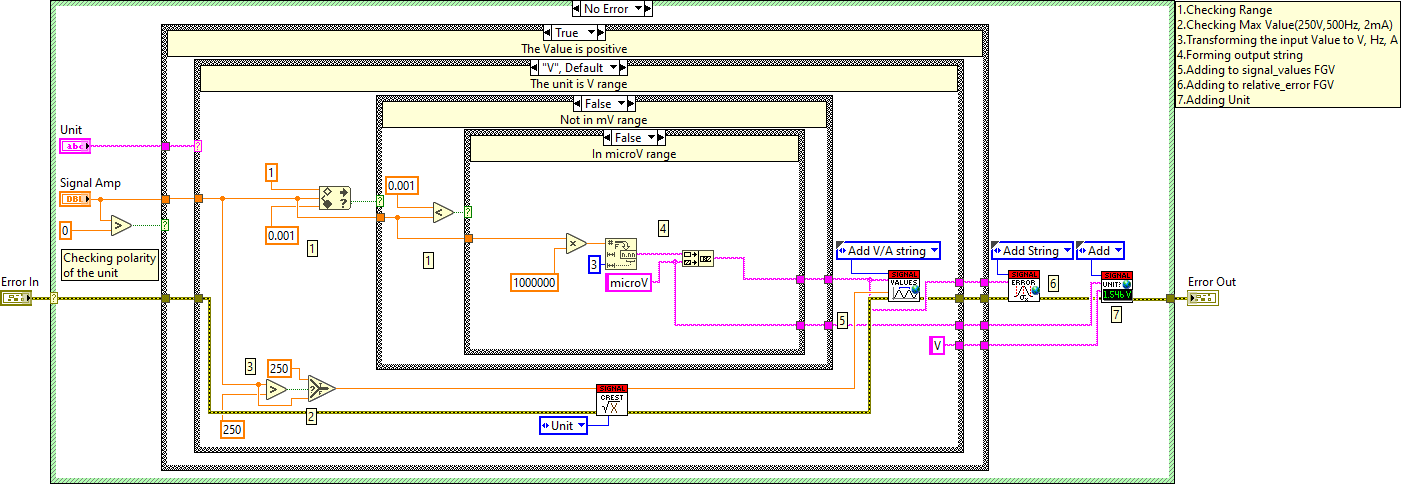 No Error
1.Checking Range
2.Checking Max Value(250V,500Hz, 2mA)
3.Transforming the input Value to V, Hz, A
4.Forming output string
5.Adding to signal_values FGV
6.Adding to relative_error FGV
7.Adding Unit
True
The Value is positive
"V", Default
The unit is V range
False
Not in mV range
False
In microV range
Unit
abc
Signal Amp
DBL
0
>
?
Checking polarity
of the unit
Error In
?
?
1
0.001
?
1
0.001
?
<
?
1
×
1000000
3
4
microV
Add V/A string
SIGNAL
VALUES
5
Add String
SIGNAL
ERROR
6
Add
SIGNAL
UNIT?
1.546 V
7
V
Error Out
3
250
>
?
2
250
SIGNAL
CREST
√X
Unit